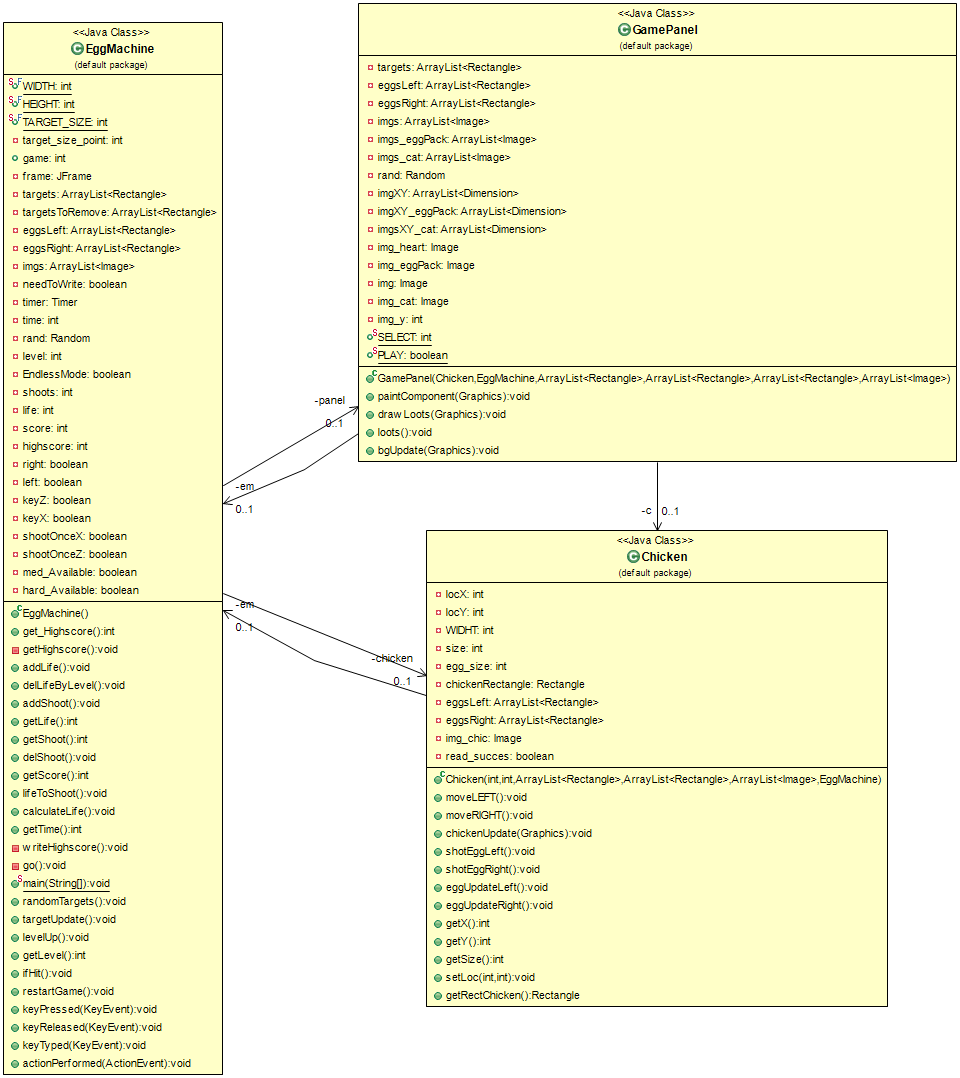 <<Java Class>>
EggMachine
(default package)
WIDTH: int
HEIGHT: int
TARGET_SIZE: int
target_size_point: int
game: int
frame: JFrame
targets: ArrayList<Rectangle>
targetsToRemove: ArrayList<Rectangle>
eggsLeft: ArrayList<Rectangle>
eggsRight: ArrayList<Rectangle>
imgs: ArrayList<Image>
needToWrite: boolean
timer: Timer
time: int
rand: Random
level: int
EndlessMode: boolean
shoots: int
life: int
score: int
highscore: int
right: boolean
left: boolean
keyZ: boolean
keyX: boolean
shootOnceX: boolean
shootOnceZ: boolean
med_Available: boolean
hard_Available: boolean
EggMachine()
get_Highscore():int
getHighscore():void
addLife():void
delLifeByLevel():void
addShoot():void
getLife():int
getShoot():int
delShoot():void
getScore():int
lifeToShoot():void
calculateLife():void
getTime():int
writeHighscore():void
go():void
main(String[]):void
randomTargets():void
targetUpdate():void
levelUp():void
getLevel():int
ifHit():void
restartGame():void
keyPressed(KeyEvent):void
keyReleased(KeyEvent):void
keyTyped(KeyEvent):void
actionPerformed(ActionEvent):void
-panel
0..1
-em
0..1
-em
0..1
-chicken
0..1
<<Java Class>>
GamePanel
(default package)
targets: ArrayList<Rectangle>
eggsLeft: ArrayList<Rectangle>
eggsRight: ArrayList<Rectangle>
imgs: ArrayList<Image>
imgs_eggPack: ArrayList<Image>
imgs_cat: ArrayList<Image>
rand: Random
imgXY: ArrayList<Dimension>
imgXY_eggPack: ArrayList<Dimension>
imgsXY_cat: ArrayList<Dimension>
img_heart: Image
img_eggPack: Image
img: Image
img_cat: Image
img_y: int
SELECT: int
PLAY: boolean
GamePanel(Chicken,EggMachine,ArrayList<Rectangle>,ArrayList<Rectangle>,ArrayList<Rectangle>,ArrayList<Image>)
paintComponent(Graphics):void
drawLoots(Graphics):void
loots():void
bgUpdate(Graphics):void
-c 0..1
<<Java Class>>
Chicken
(default package)
locX: int
locY: int
WIDHT: int
size: int
egg_size: int
chickenRectangle: Rectangle
eggsLeft: ArrayList<Rectangle>
eggsRight: ArrayList<Rectangle>
img_chic: Image
read_succes: boolean
Chicken(int,int,ArrayList<Rectangle>,ArrayList<Rectangle>,ArrayList<Image>,EggMachine)
moveLEFT():void
moveRIGHT():void
chickenUpdate(Graphics):void
shotEggLeft():void
shotEggRight():void
eggUpdateLeft():void
eggUpdateRight():void
getX():int
getY():int
getSize():int
setLoc(int,int):void
getRectChicken():Rectangle